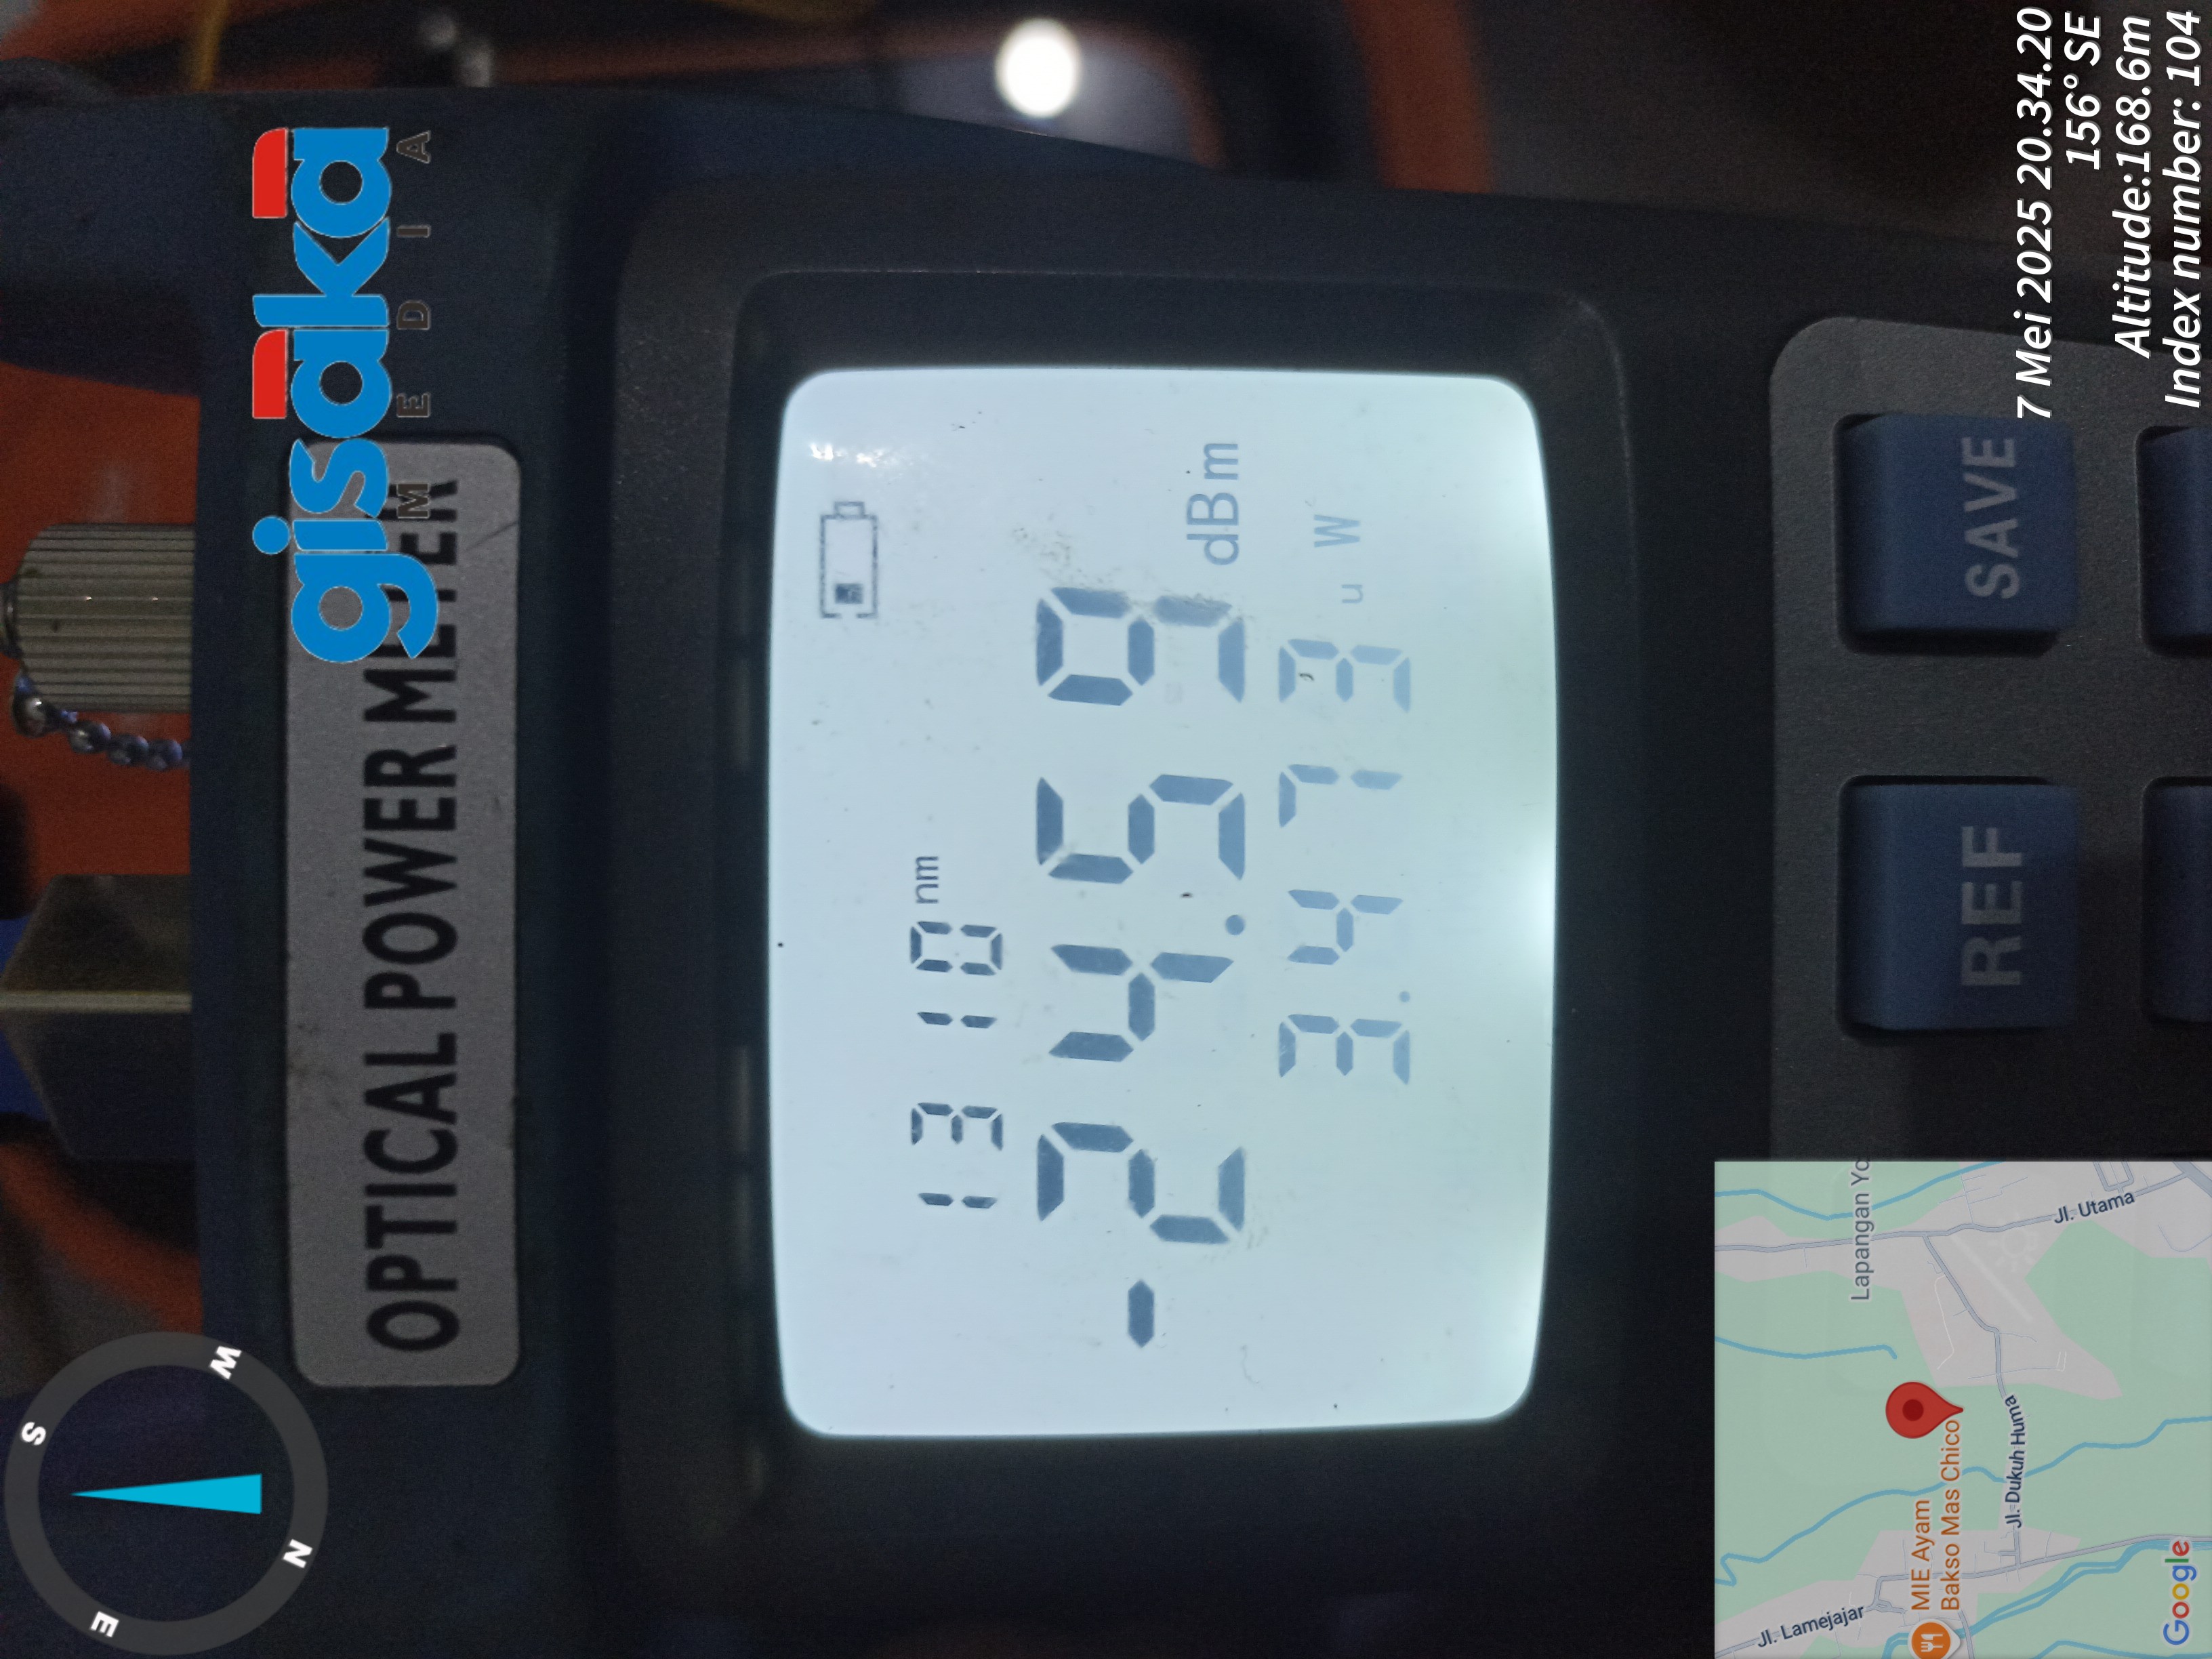 S
E
W
N
gisaka
MEDIA
OPTICAL POWER METER
1310 nm
-24.59 dBm
3.473 uW
Jl. Lamejajar
Lapangan Yo
MIE Ayam
Bakso Mas Chico
Jl. Dukuh Huma
Jl. Utama
Google
REF
SAVE
7 Mei 2025 20.34.20
156° SE
Altitude:168.6m
Index number: 104